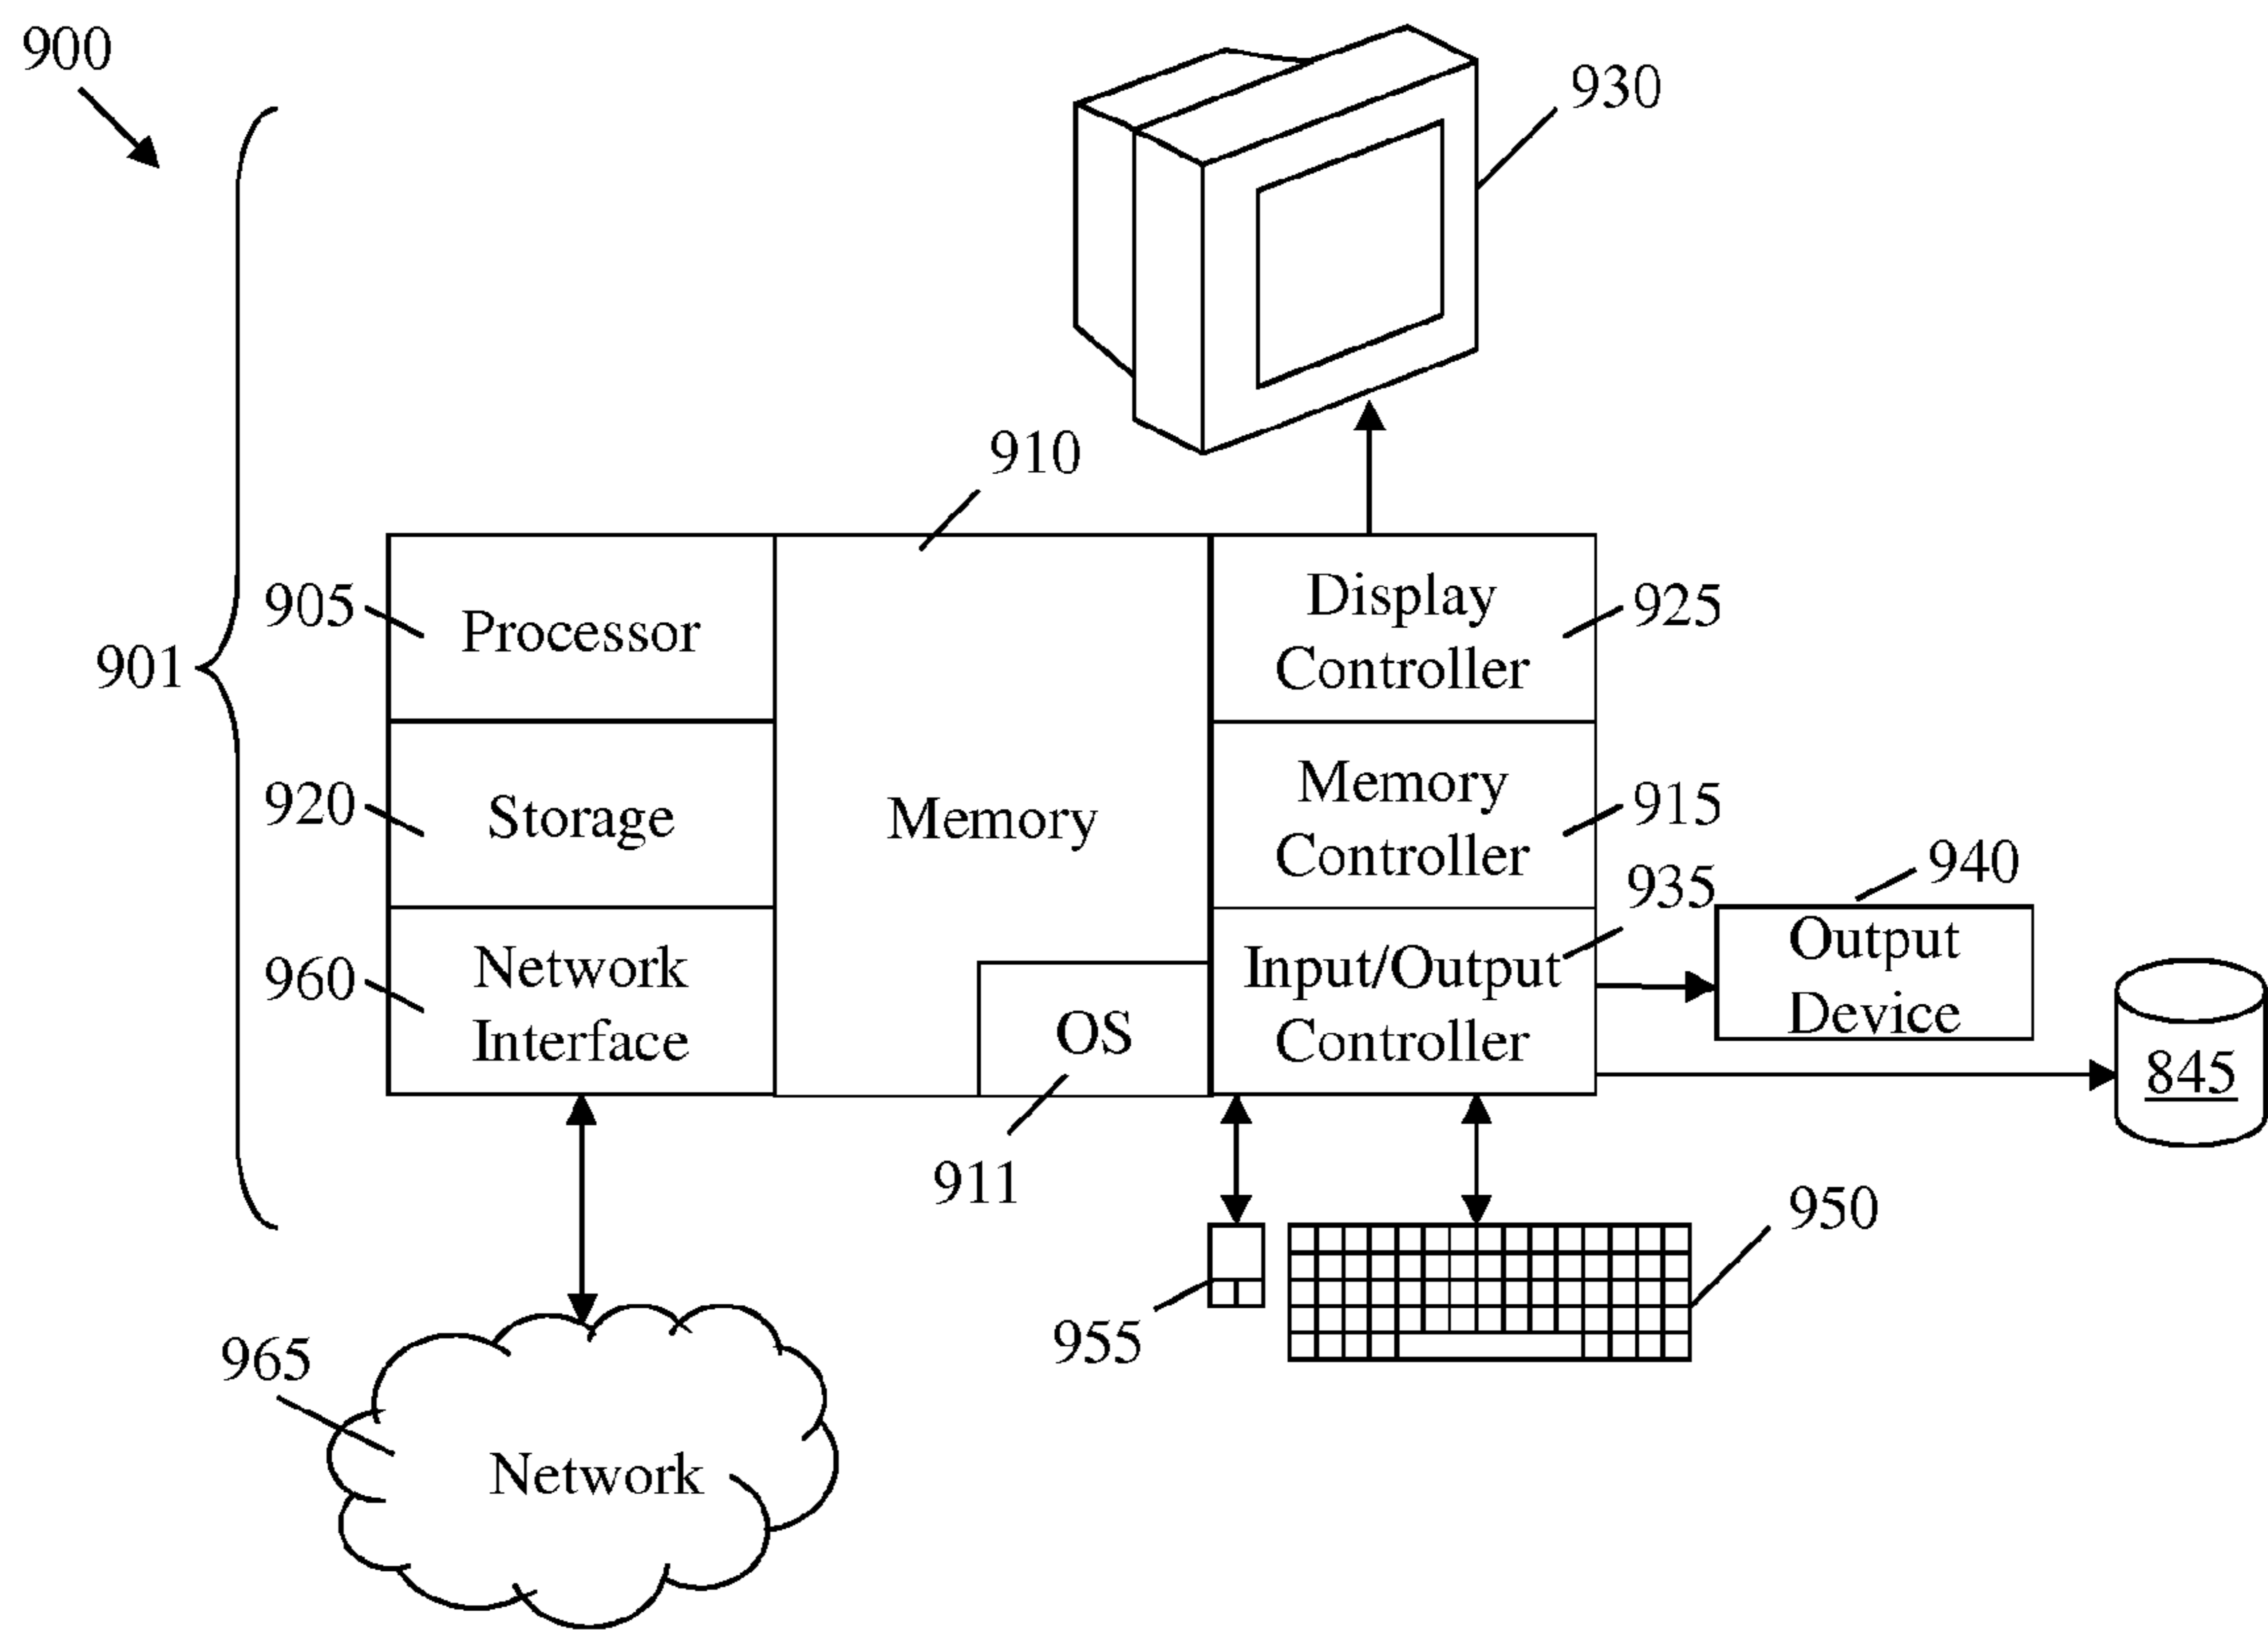 900
930
910
905
Processor
Display
Controller
925
901
920
Storage
Memory
Memory
Controller
915
935
940
960
Network
Interface
OS
Input/Output
Controller
Output
Device
845
911
950
955
965
Network